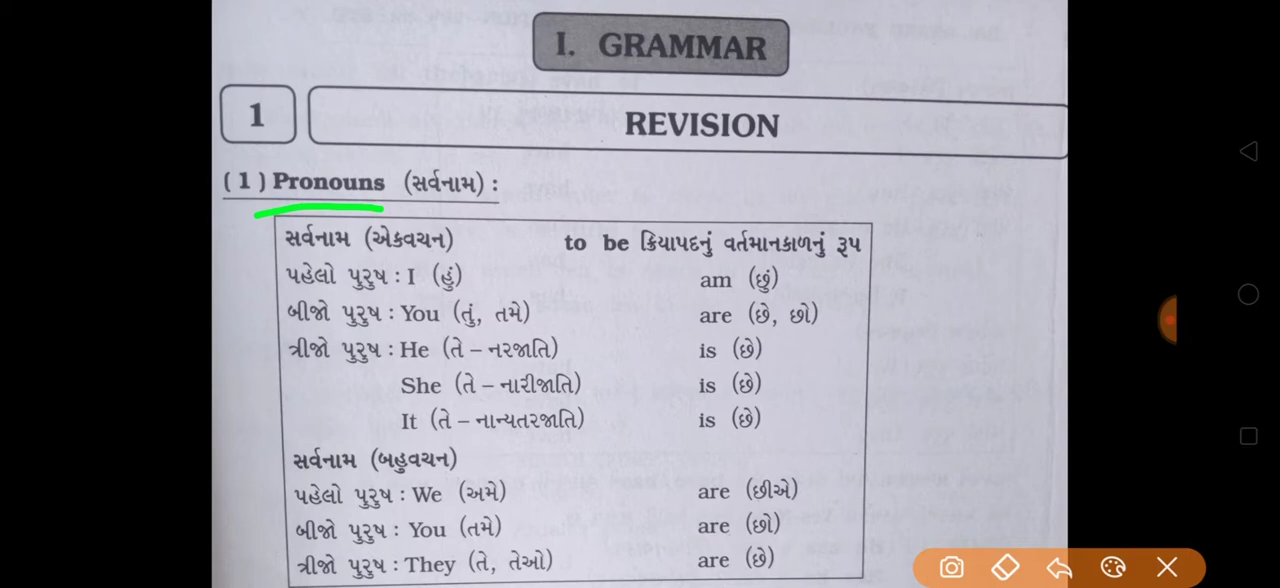 I. GRAMMAR
1
REVISION
( 1 ) Pronouns (સર્વનામ) :
સર્વનામ (એકવચન) to be ક્રિયાપદનું વર્તમાનકાળનું રૂપ
પહેલો પુરુષ : I (હું) am (છું)
બીજો પુરુષ : You (તું, તમે) are (છે, છો)
ત્રીજો પુરુષ : He (તે – નરજાતિ) is (છે)
She (તે – નારીજાતિ) is (છે)
It (તે – નાન્યતરજાતિ) is (છે)
સર્વનામ (બહુવચન)
પહેલો પુરુષ : We (અમે) are (છીએ)
બીજો પુરુષ : You (તમે) are (છો)
ત્રીજો પુરુષ : They (તે, તેઓ) are (છે)